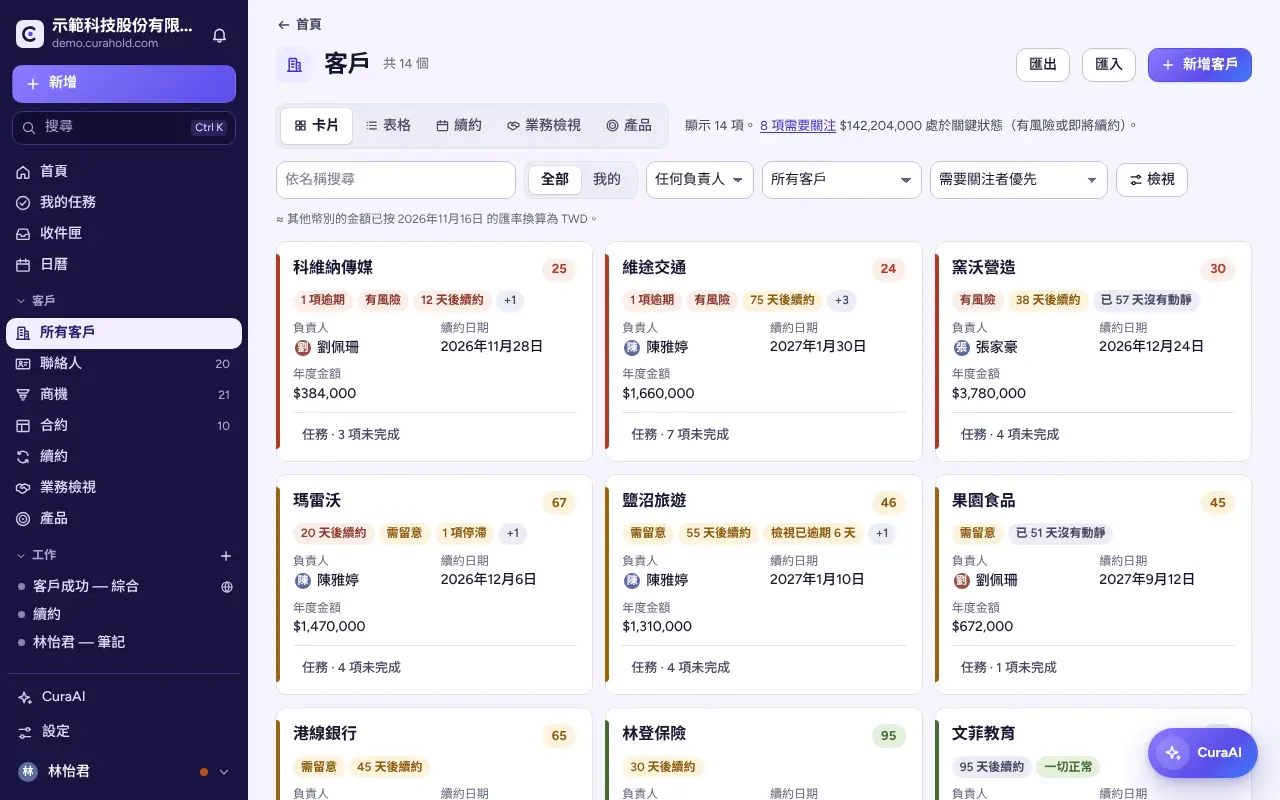 示範科技股份有限...
demo.curahold.com
新增
搜尋 Ctrl K
首頁
我的任務
收件匣
日曆
客戶
所有客戶
聯絡人 20
商機 21
合約 10
續約
業務檢視
產品
工作
客戶成功 — 綜合
續約
林怡君 — 筆記
CuraAI
設定
林 林怡君
首頁
客戶 共 14 個
匯出 匯入 新增客戶
卡片 表格 續約 業務檢視 產品 顯示 14 項。 8 項需要關注 $142,204,000 處於關鍵狀態（有風險或即將續約）。
依名稱搜尋 全部 我的 任何負責人 所有客戶 需要關注者優先 檢視
≈ 其他幣別的金額已按 2026年11月16日 的匯率換算為 TWD。
科維納傳媒 25
1 項逾期 有風險 12 天後續約 +1
負責人 續約日期
劉 劉佩珊 2026年11月28日
年度金額
$384,000
任務 · 3 項未完成
維途交通 24
1 項逾期 有風險 75 天後續約 +3
負責人 續約日期
陳 陳雅婷 2027年1月30日
年度金額
$1,660,000
任務 · 7 項未完成
窯沃營造 30
有風險 38 天後續約 已 57 天沒有動靜
負責人 續約日期
張 張家豪 2026年12月24日
年度金額
$3,780,000
任務 · 4 項未完成
瑪雷沃 67
20 天後續約 需留意 1 項停滯 +1
負責人 續約日期
陳 陳雅婷 2026年12月6日
年度金額
$1,470,000
任務 · 4 項未完成
鹽沼旅遊 46
需留意 55 天後續約 檢視已逾期 6 天 +1
負責人 續約日期
陳 陳雅婷 2027年1月10日
年度金額
$1,310,000
任務 · 4 項未完成
果園食品 45
需留意 已 51 天沒有動靜
負責人 續約日期
劉 劉佩珊 2027年9月12日
年度金額
$672,000
任務 · 1 項未完成
港線銀行 65
需留意 45 天後續約
負責人 續約日期
林登保險 95
30 天後續約
負責人 續約日期
文菲教育
95 天後續約 一切正常
負責人 續約日期
CuraAI